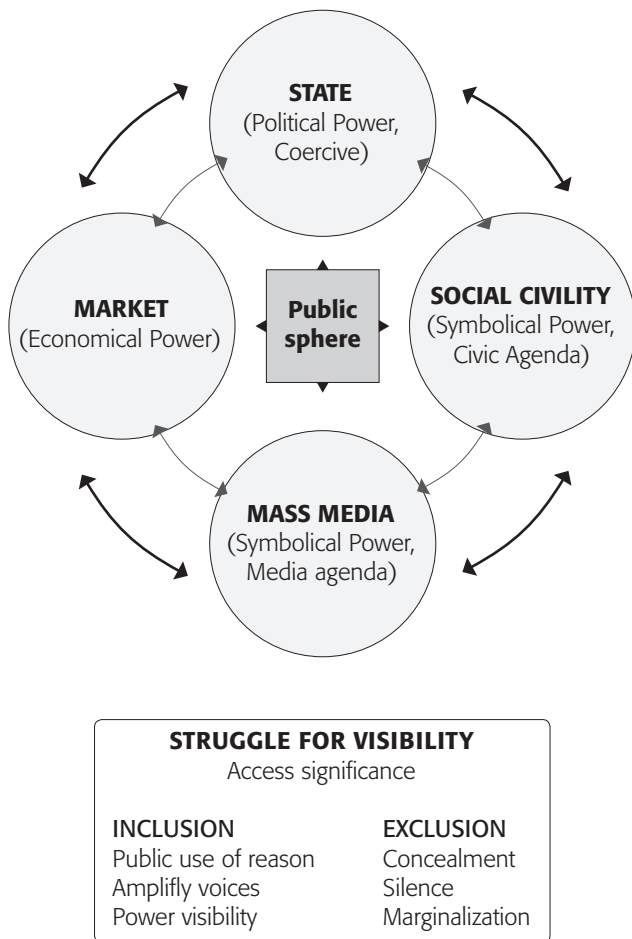 STATE
(Political Power,
Coercive)
MARKET
(Economical Power)
Public
sphere
SOCIAL CIVILITY
(Symbolical Power,
Civic Agenda)
MASS MEDIA
(Symbolical Power,
Media agenda)
STRUGGLE FOR VISIBILITY
Access significance
INCLUSION
Public use of reason
Amplifly voices
Power visibility
EXCLUSION
Concealment
Silence
Marginalization